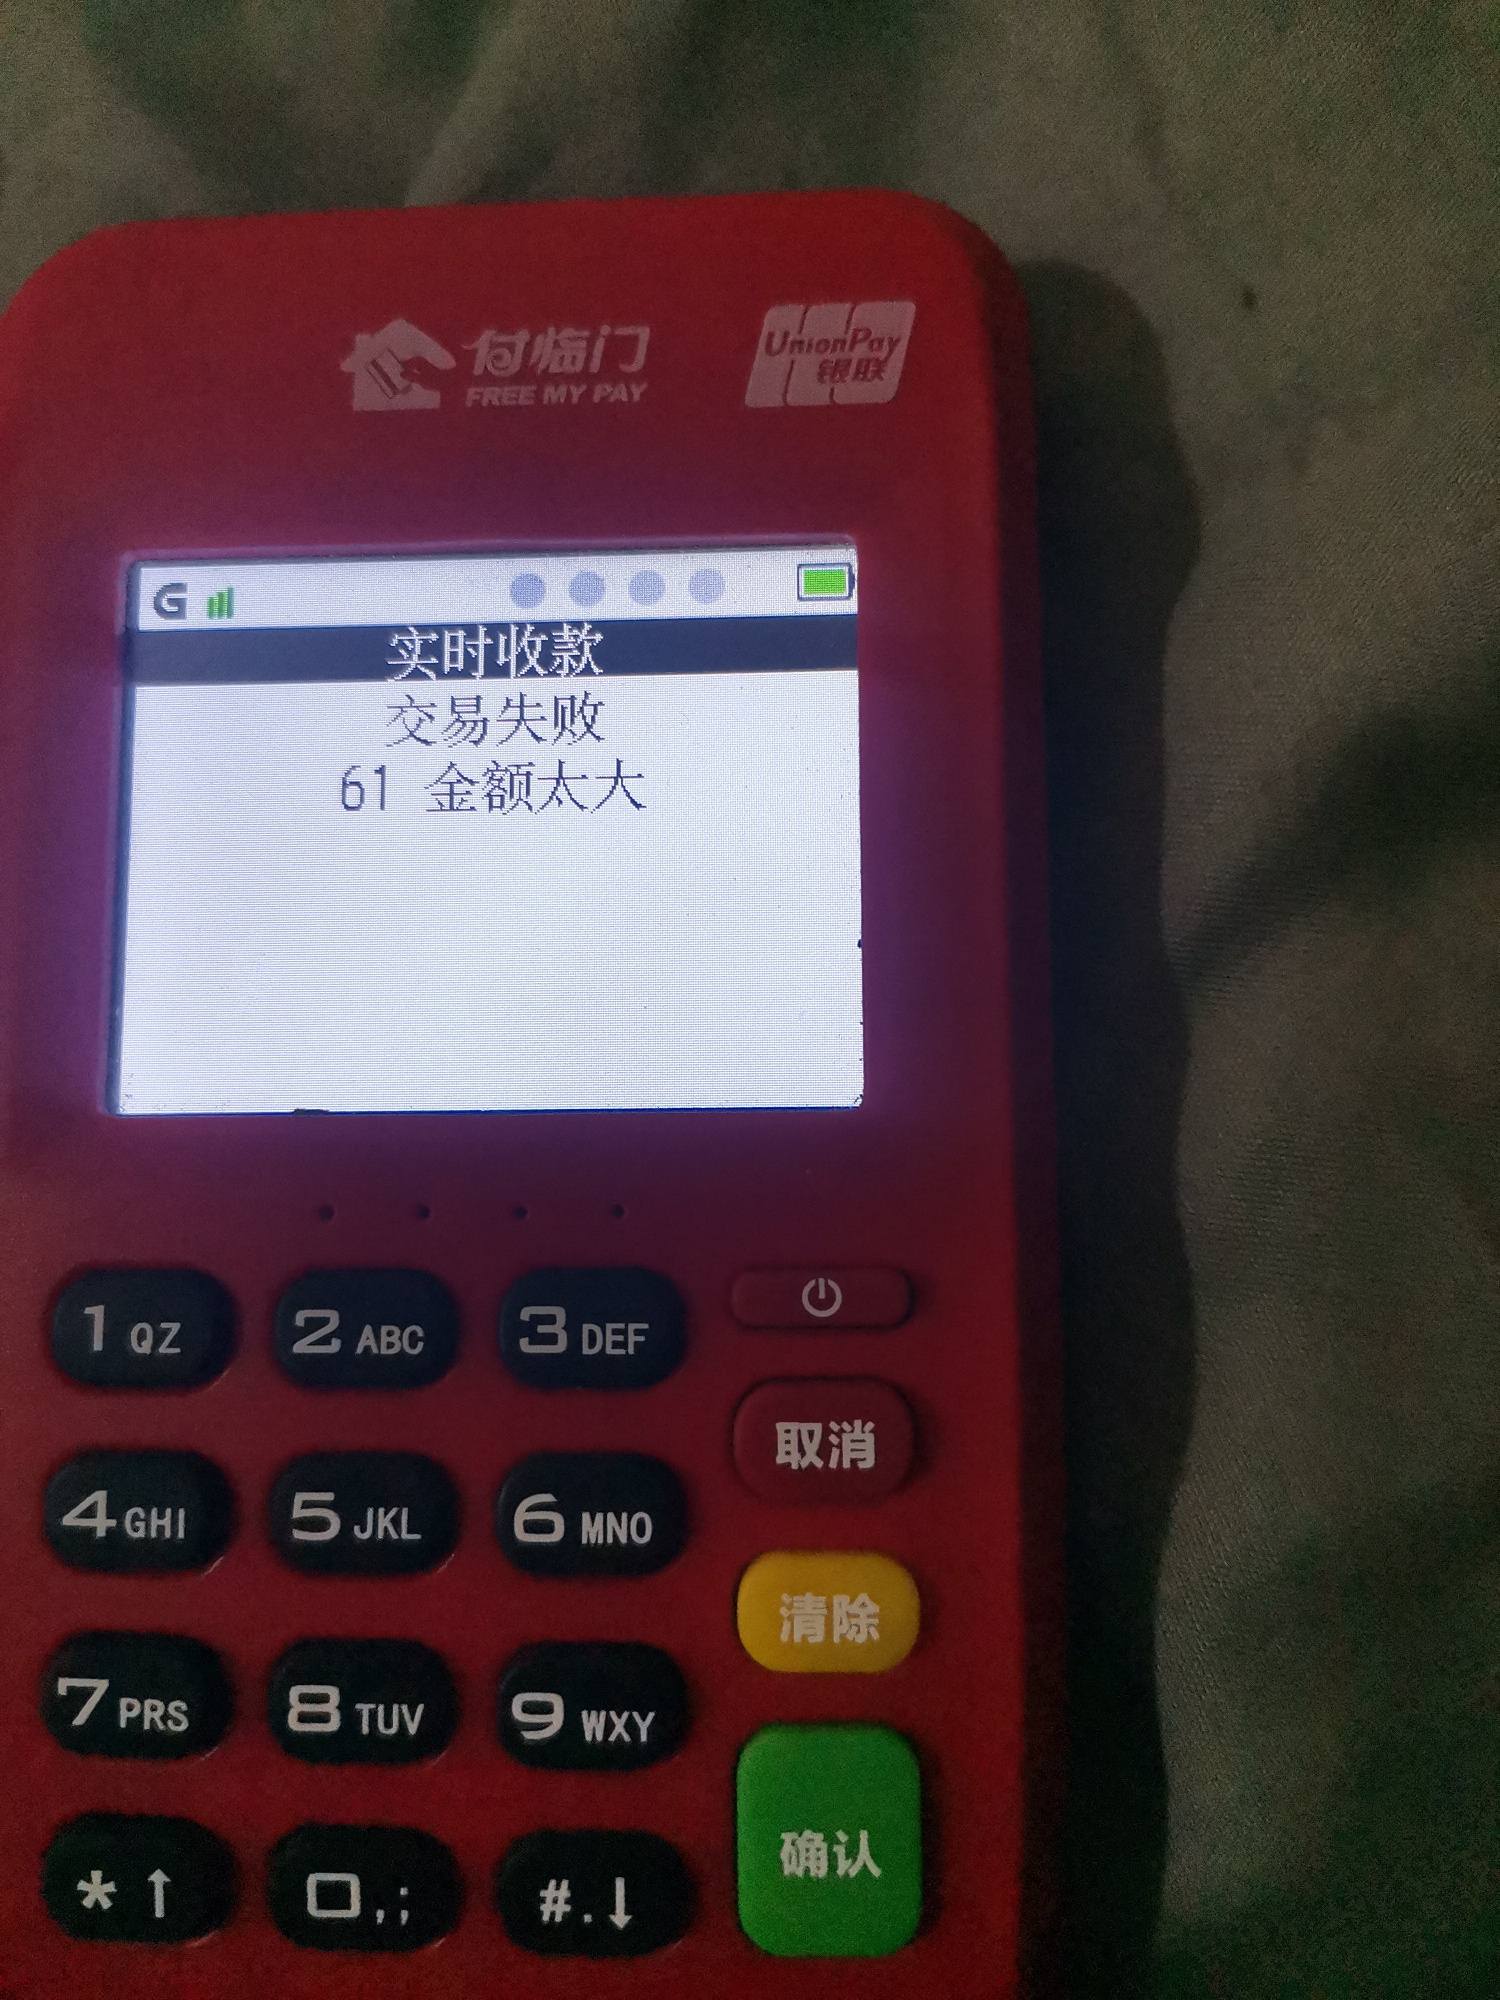 付临门
FREE MY PAY
UnionPay
银联
G
实时收款
交易失败
61 金额太大
1 QZ
2 ABC
3 DEF
取消
4 GHI
5 JKL
6 MNO
清除
7 PRS
8 TUV
9 WXY
确认
* ↑
0 , ;
# . ↓